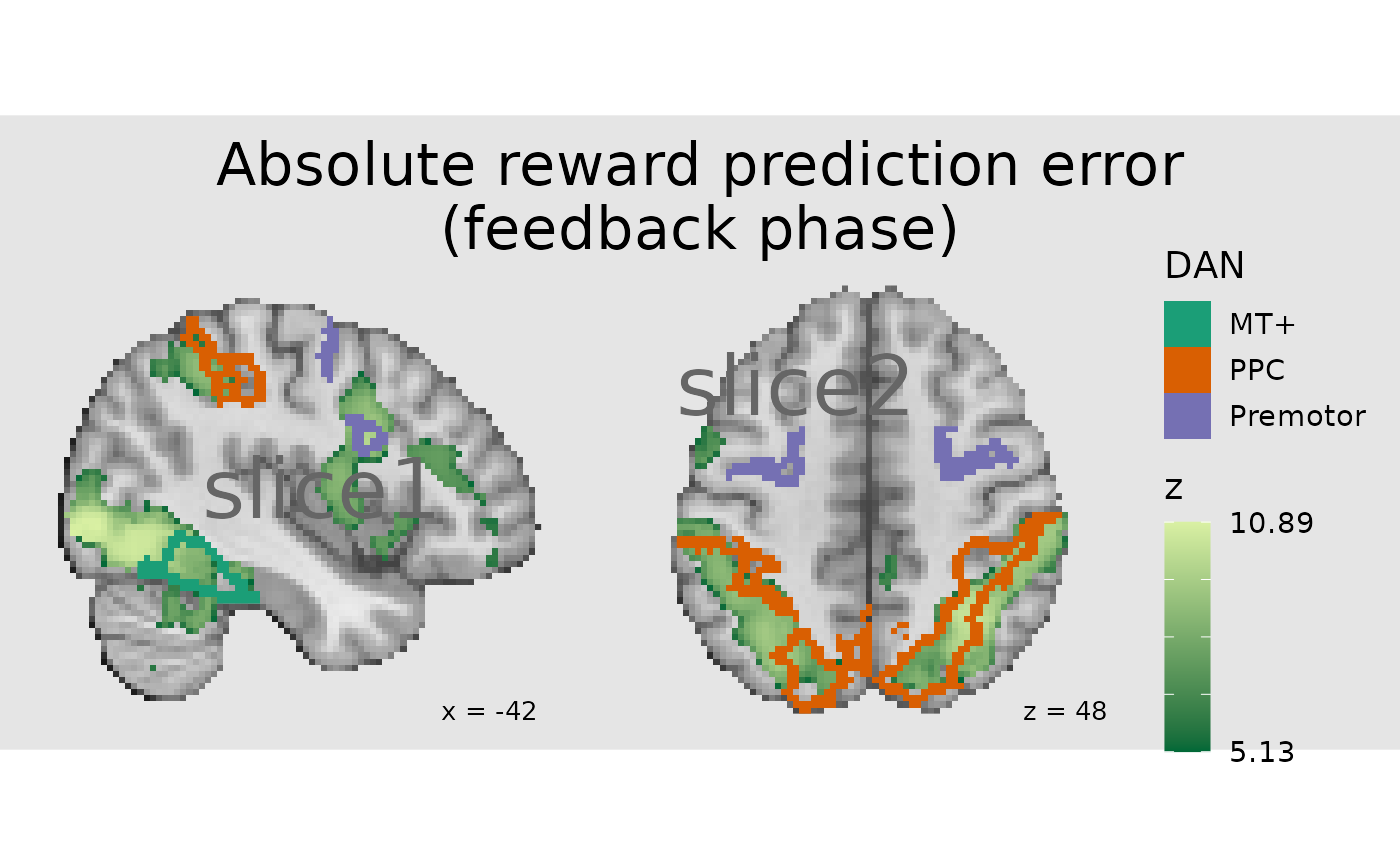 Absolute reward prediction error
(feedback phase)
DAN
MT+
PPC
Premotor
slice1
slice2
z
10.89
5.13
x = -42
z = 48